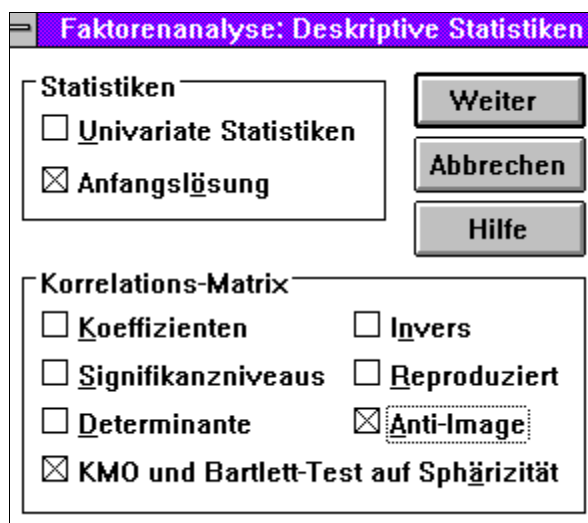 Faktorenanalyse: Deskriptive Statistiken
Statistiken
Univariate Statistiken
Anfangslösung
Weiter
Abbrechen
Hilfe
Korrelations-Matrix
Koeffizienten
Invers
Signifikanzniveaus
Reproduziert
Determinante
Anti-Image
KMO und Bartlett-Test auf Sphärizität